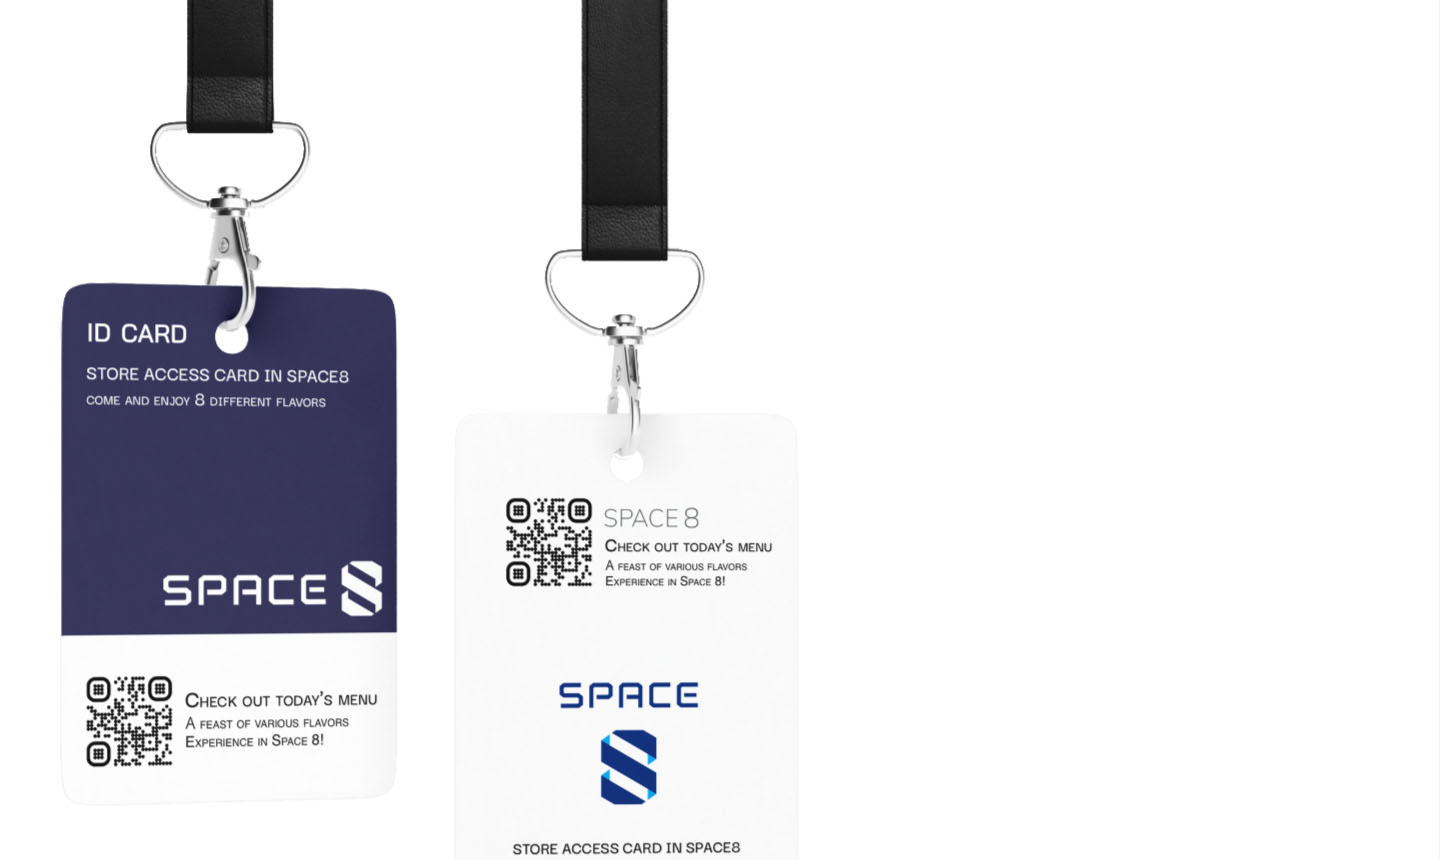 ID CARD
STORE ACCESS CARD IN SPACE8
COME AND ENJOY 8 DIFFERENT FLAVORS
SPACE 8
CHECK OUT TODAY'S MENU
A FEAST OF VARIOUS FLAVORS
EXPERIENCE IN SPACE 8!
SPACE 8
CHECK OUT TODAY'S MENU
A FEAST OF VARIOUS FLAVORS
EXPERIENCE IN SPACE 8!
SPACE
8
STORE ACCESS CARD IN SPACE8